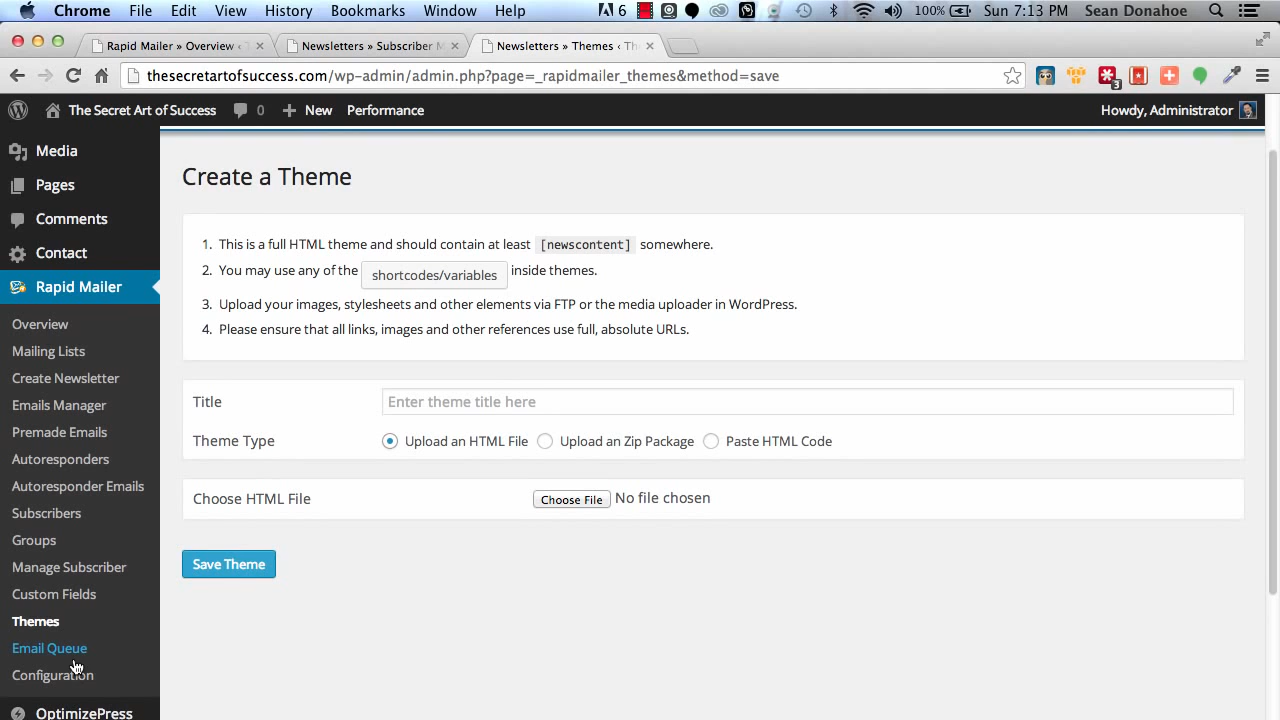 Chrome File Edit View History Bookmarks Window Help 6 100% Sun 7:13 PM Sean Donahoe
Rapid Mailer » Overview ‹ Newsletters » Subscriber M Newsletters » Themes ‹ Th
thesecretartofsuccess.com/wp-admin/admin.php?page=_rapidmailer_themes&method=save 3
The Secret Art of Success 0 New Performance Howdy, Administrator
Media
Pages
Comments
Contact
Rapid Mailer
Overview
Mailing Lists
Create Newsletter
Emails Manager
Premade Emails
Autoresponders
Autoresponder Emails
Subscribers
Groups
Manage Subscriber
Custom Fields
Themes
Email Queue
Configuration
OptimizePress
Create a Theme
1. This is a full HTML theme and should contain at least [newscontent] somewhere.
2. You may use any of the shortcodes/variables inside themes.
3. Upload your images, stylesheets and other elements via FTP or the media uploader in WordPress.
4. Please ensure that all links, images and other references use full, absolute URLs.
Title Enter theme title here
Theme Type Upload an HTML File Upload an Zip Package Paste HTML Code
Choose HTML File Choose File No file chosen
Save Theme